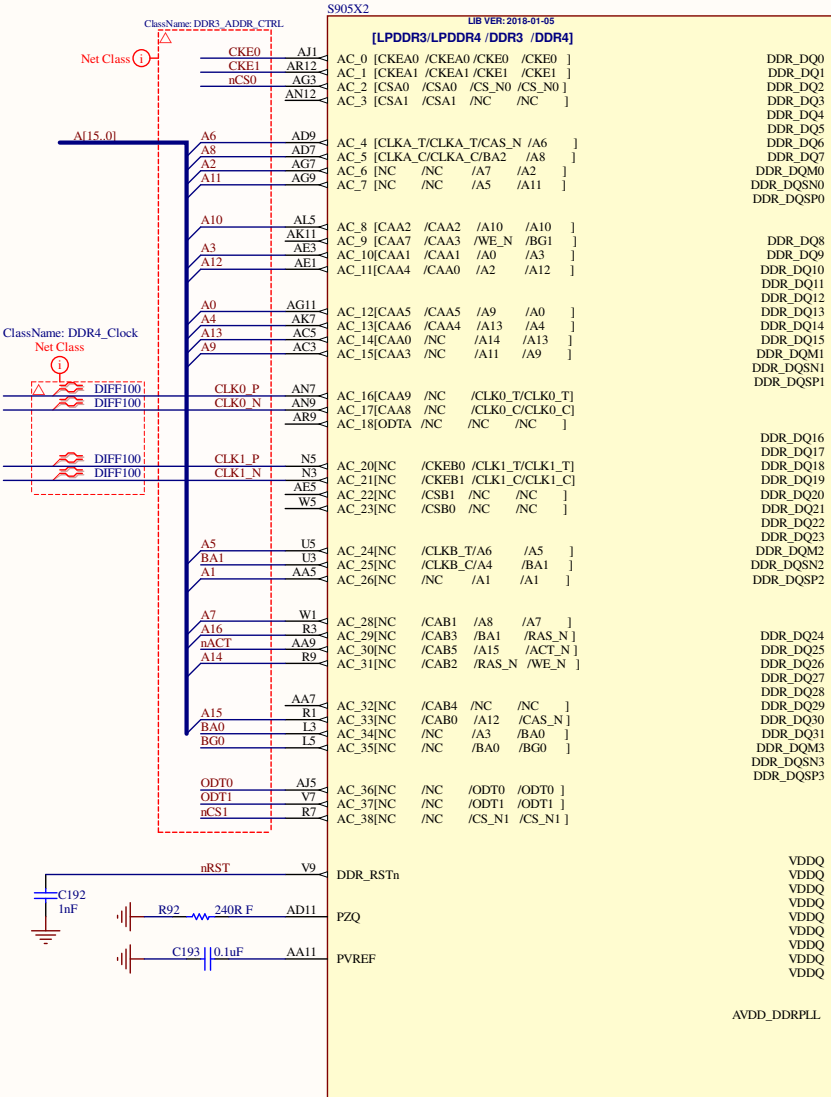 S905X2
LIB VER: 2018-01-05
[LPDDR3/LPDDR4 /DDR3 /DDR4]
ClassName: DDR3_ADDR_CTRL
Net Class i
CKE0 AJ1 AC_0 [CKEA0 /CKEA0 /CKE0 /CKE0 ] DDR_DQ0
CKE1 AR12 AC_1 [CKEA1 /CKEA1 /CKE1 /CKE1 ] DDR_DQ1
nCS0 AG3 AC_2 [CSA0 /CSA0 /CS_N0 /CS_N0 ] DDR_DQ2
AN12 AC_3 [CSA1 /CSA1 /NC /NC ] DDR_DQ3
DDR_DQ4
DDR_DQ5
A[15..0] A6 AD9 AC_4 [CLKA_T/CLKA_T/CAS_N /A6 ] DDR_DQ6
A8 AD7 AC_5 [CLKA_C/CLKA_C/BA2 /A8 ] DDR_DQ7
A2 AG7 AC_6 [NC /NC /A7 /A2 ] DDR_DQM0
A11 AG9 AC_7 [NC /NC /A5 /A11 ] DDR_DQSN0
DDR_DQSP0
A10 AL5 AC_8 [CAA2 /CAA2 /A10 /A10 ]
AK11 AC_9 [CAA7 /CAA3 /WE_N /BG1 ] DDR_DQ8
A3 AE3 AC_10[CAA1 /CAA1 /A0 /A3 ] DDR_DQ9
A12 AE1 AC_11[CAA4 /CAA0 /A2 /A12 ] DDR_DQ10
DDR_DQ11
DDR_DQ12
A0 AG11 AC_12[CAA5 /CAA5 /A9 /A0 ] DDR_DQ13
A4 AK7 AC_13[CAA6 /CAA4 /A13 /A4 ] DDR_DQ14
A13 AC5 AC_14[CAA0 /NC /A14 /A13 ] DDR_DQ15
A9 AC3 AC_15[CAA3 /NC /A11 /A9 ] DDR_DQM1
DDR_DQSN1
DDR_DQSP1
ClassName: DDR4_Clock
Net Class
i
DIFF100 CLK0_P AN7 AC_16[CAA9 /NC /CLK0_T/CLK0_T]
DIFF100 CLK0_N AN9 AC_17[CAA8 /NC /CLK0_C/CLK0_C]
AR9 AC_18[ODTA /NC /NC /NC ]
DDR_DQ16
DDR_DQ17
DIFF100 CLK1_P N5 AC_20[NC /CKEB0 /CLK1_T/CLK1_T] DDR_DQ18
DIFF100 CLK1_N N3 AC_21[NC /CKEB1 /CLK1_C/CLK1_C] DDR_DQ19
AE5 AC_22[NC /CSB1 /NC /NC ] DDR_DQ20
W5 AC_23[NC /CSB0 /NC /NC ] DDR_DQ21
DDR_DQ22
DDR_DQ23
A5 U5 AC_24[NC /CLKB_T/A6 /A5 ] DDR_DQM2
BA1 U3 AC_25[NC /CLKB_C/A4 /BA1 ] DDR_DQSN2
A1 AA5 AC_26[NC /NC /A1 /A1 ] DDR_DQSP2
A7 W1 AC_28[NC /CAB1 /A8 /A7 ]
A16 R3 AC_29[NC /CAB3 /BA1 /RAS_N ] DDR_DQ24
nACT AA9 AC_30[NC /CAB5 /A15 /ACT_N ] DDR_DQ25
A14 R9 AC_31[NC /CAB2 /RAS_N /WE_N ] DDR_DQ26
DDR_DQ27
DDR_DQ28
AA7 AC_32[NC /CAB4 /NC /NC ] DDR_DQ29
A15 R1 AC_33[NC /CAB0 /A12 /CAS_N ] DDR_DQ30
BA0 L3 AC_34[NC /NC /A3 /BA0 ] DDR_DQ31
BG0 L5 AC_35[NC /NC /BA0 /BG0 ] DDR_DQM3
DDR_DQSN3
DDR_DQSP3
ODT0 AJ5 AC_36[NC /NC /ODT0 /ODT0 ]
ODT1 V7 AC_37[NC /NC /ODT1 /ODT1 ]
nCS1 R7 AC_38[NC /NC /CS_N1 /CS_N1 ]
VDDQ
nRST V9 DDR_RSTn VDDQ
VDDQ
C192 VDDQ
1nF
R92 240R F AD11 PZQ VDDQ
VDDQ
VDDQ
C193 0.1uF AA11 PVREF VDDQ
VDDQ
AVDD_DDRPLL